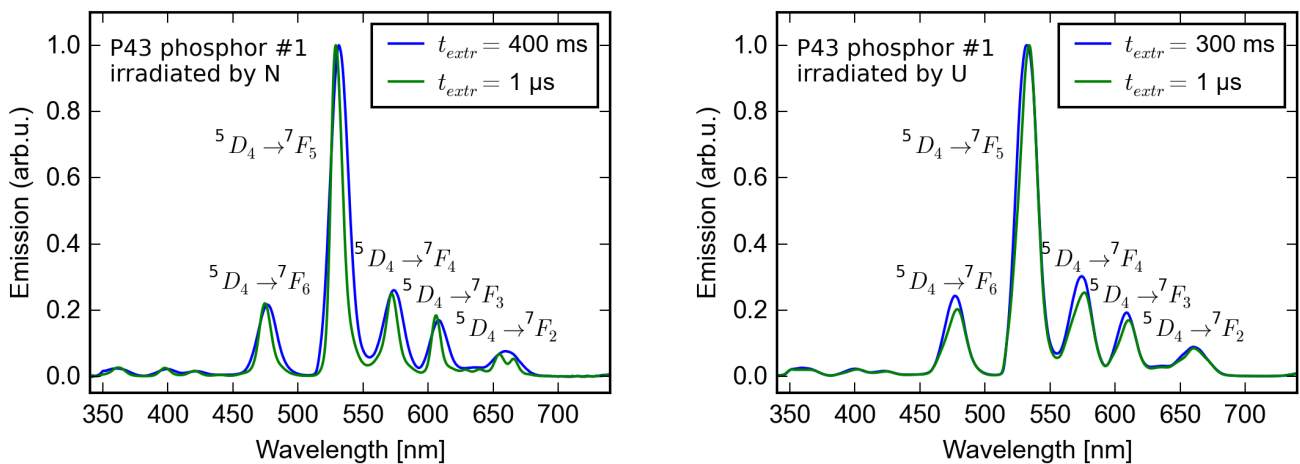 P43 phosphor #1
irradiated by N
t_extr = 400 ms
t_extr = 1 µs
⁵D₄ →⁷F₅
⁵D₄ →⁷F₄
⁵D₄ →⁷F₆
⁵D₄ →⁷F₃
⁵D₄ →⁷F₂
Emission (arb.u.)
1.0
0.8
0.6
0.4
0.2
0.0
350 400 450 500 550 600 650 700
Wavelength [nm]
P43 phosphor #1
irradiated by U
t_extr = 300 ms
t_extr = 1 µs
⁵D₄ →⁷F₅
⁵D₄ →⁷F₄
⁵D₄ →⁷F₆
⁵D₄ →⁷F₃
⁵D₄ →⁷F₂
Emission (arb.u.)
1.0
0.8
0.6
0.4
0.2
0.0
350 400 450 500 550 600 650 700
Wavelength [nm]